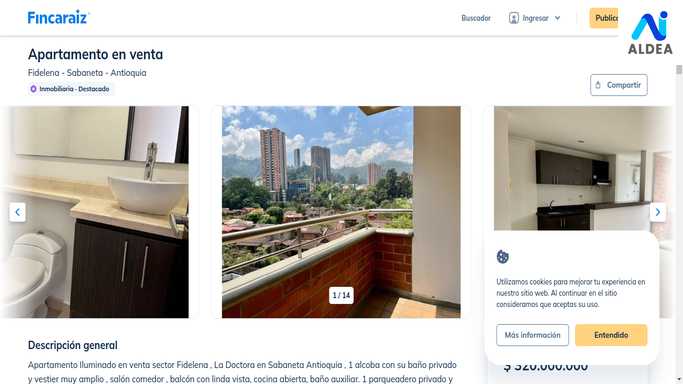 Fincaraiz
Buscador
Ingresar
Public
ALDEA
Apartamento en venta
Fidelena - Sabaneta - Antioquia
Inmobiliaria - Destacado
Compartir
1 / 14
Utilizamos cookies para mejorar tu experiencia en
nuestro sitio web. Al continuar en el sitio
consideramos que aceptas su uso.
Más información
Entendido
$ 320.000.000
Descripción general
Apartamento Iluminado en venta sector Fidelena , La Doctora en Sabaneta Antioquia , 1 alcoba con su baño privado
y vestier muy amplio , salón comedor , balcón con linda vista, cocina abierta, baño auxiliar. 1 parqueadero privado y